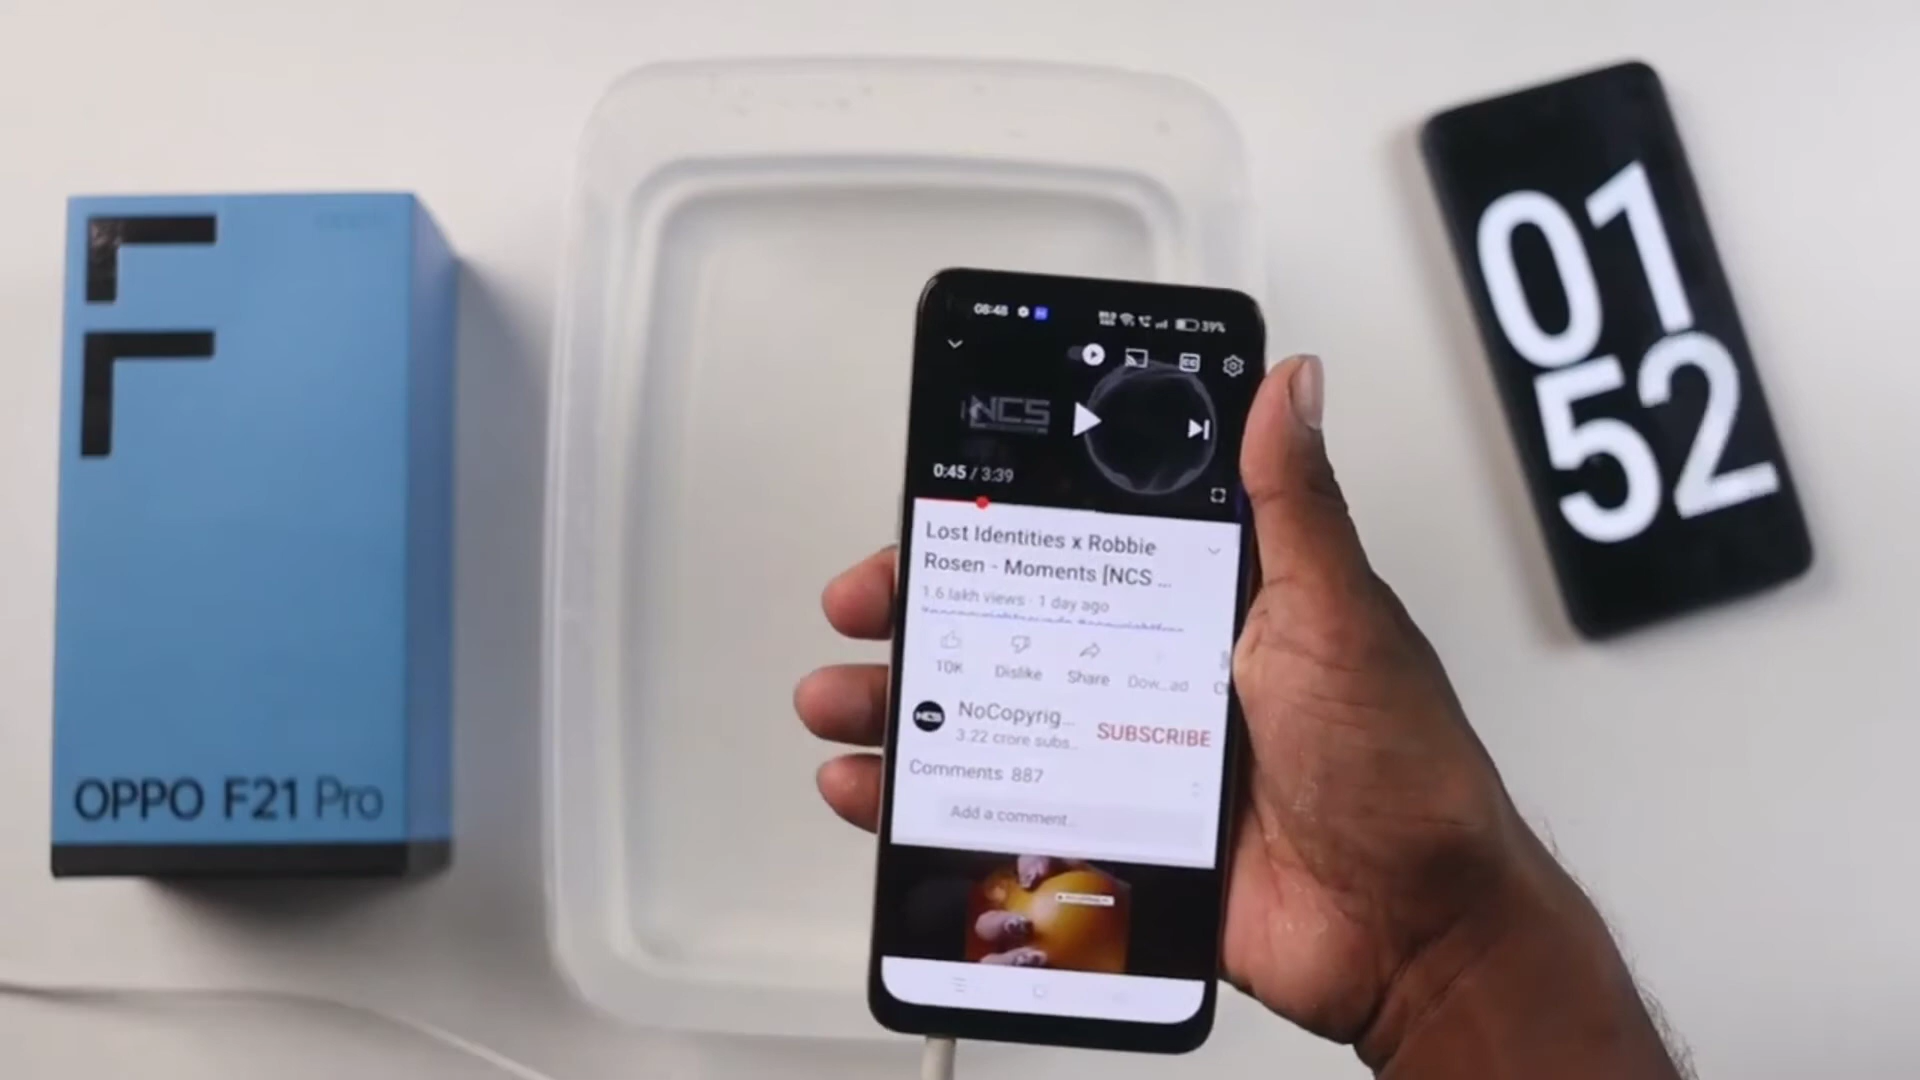 OPPO F21 Pro
08:48
39%
NCS
0:45 / 3:39
Lost Identities x Robbie
Rosen - Moments [NCS ...
1.6 lakh views · 1 day ago
10K
Dislike
Share
Dow...ad
NCS
NoCopyrig...
3.22 crore subs...
SUBSCRIBE
Comments 887
Add a comment...
01
52